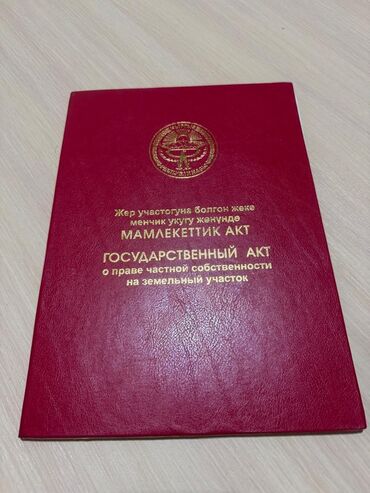 Жер участогуна болгон жеке
менчик укугу жөнүндө
МАМЛЕКЕТТИК АКТ
ГОСУДАРСТВЕННЫЙ АКТ
о праве частной собственности
на земельный участок